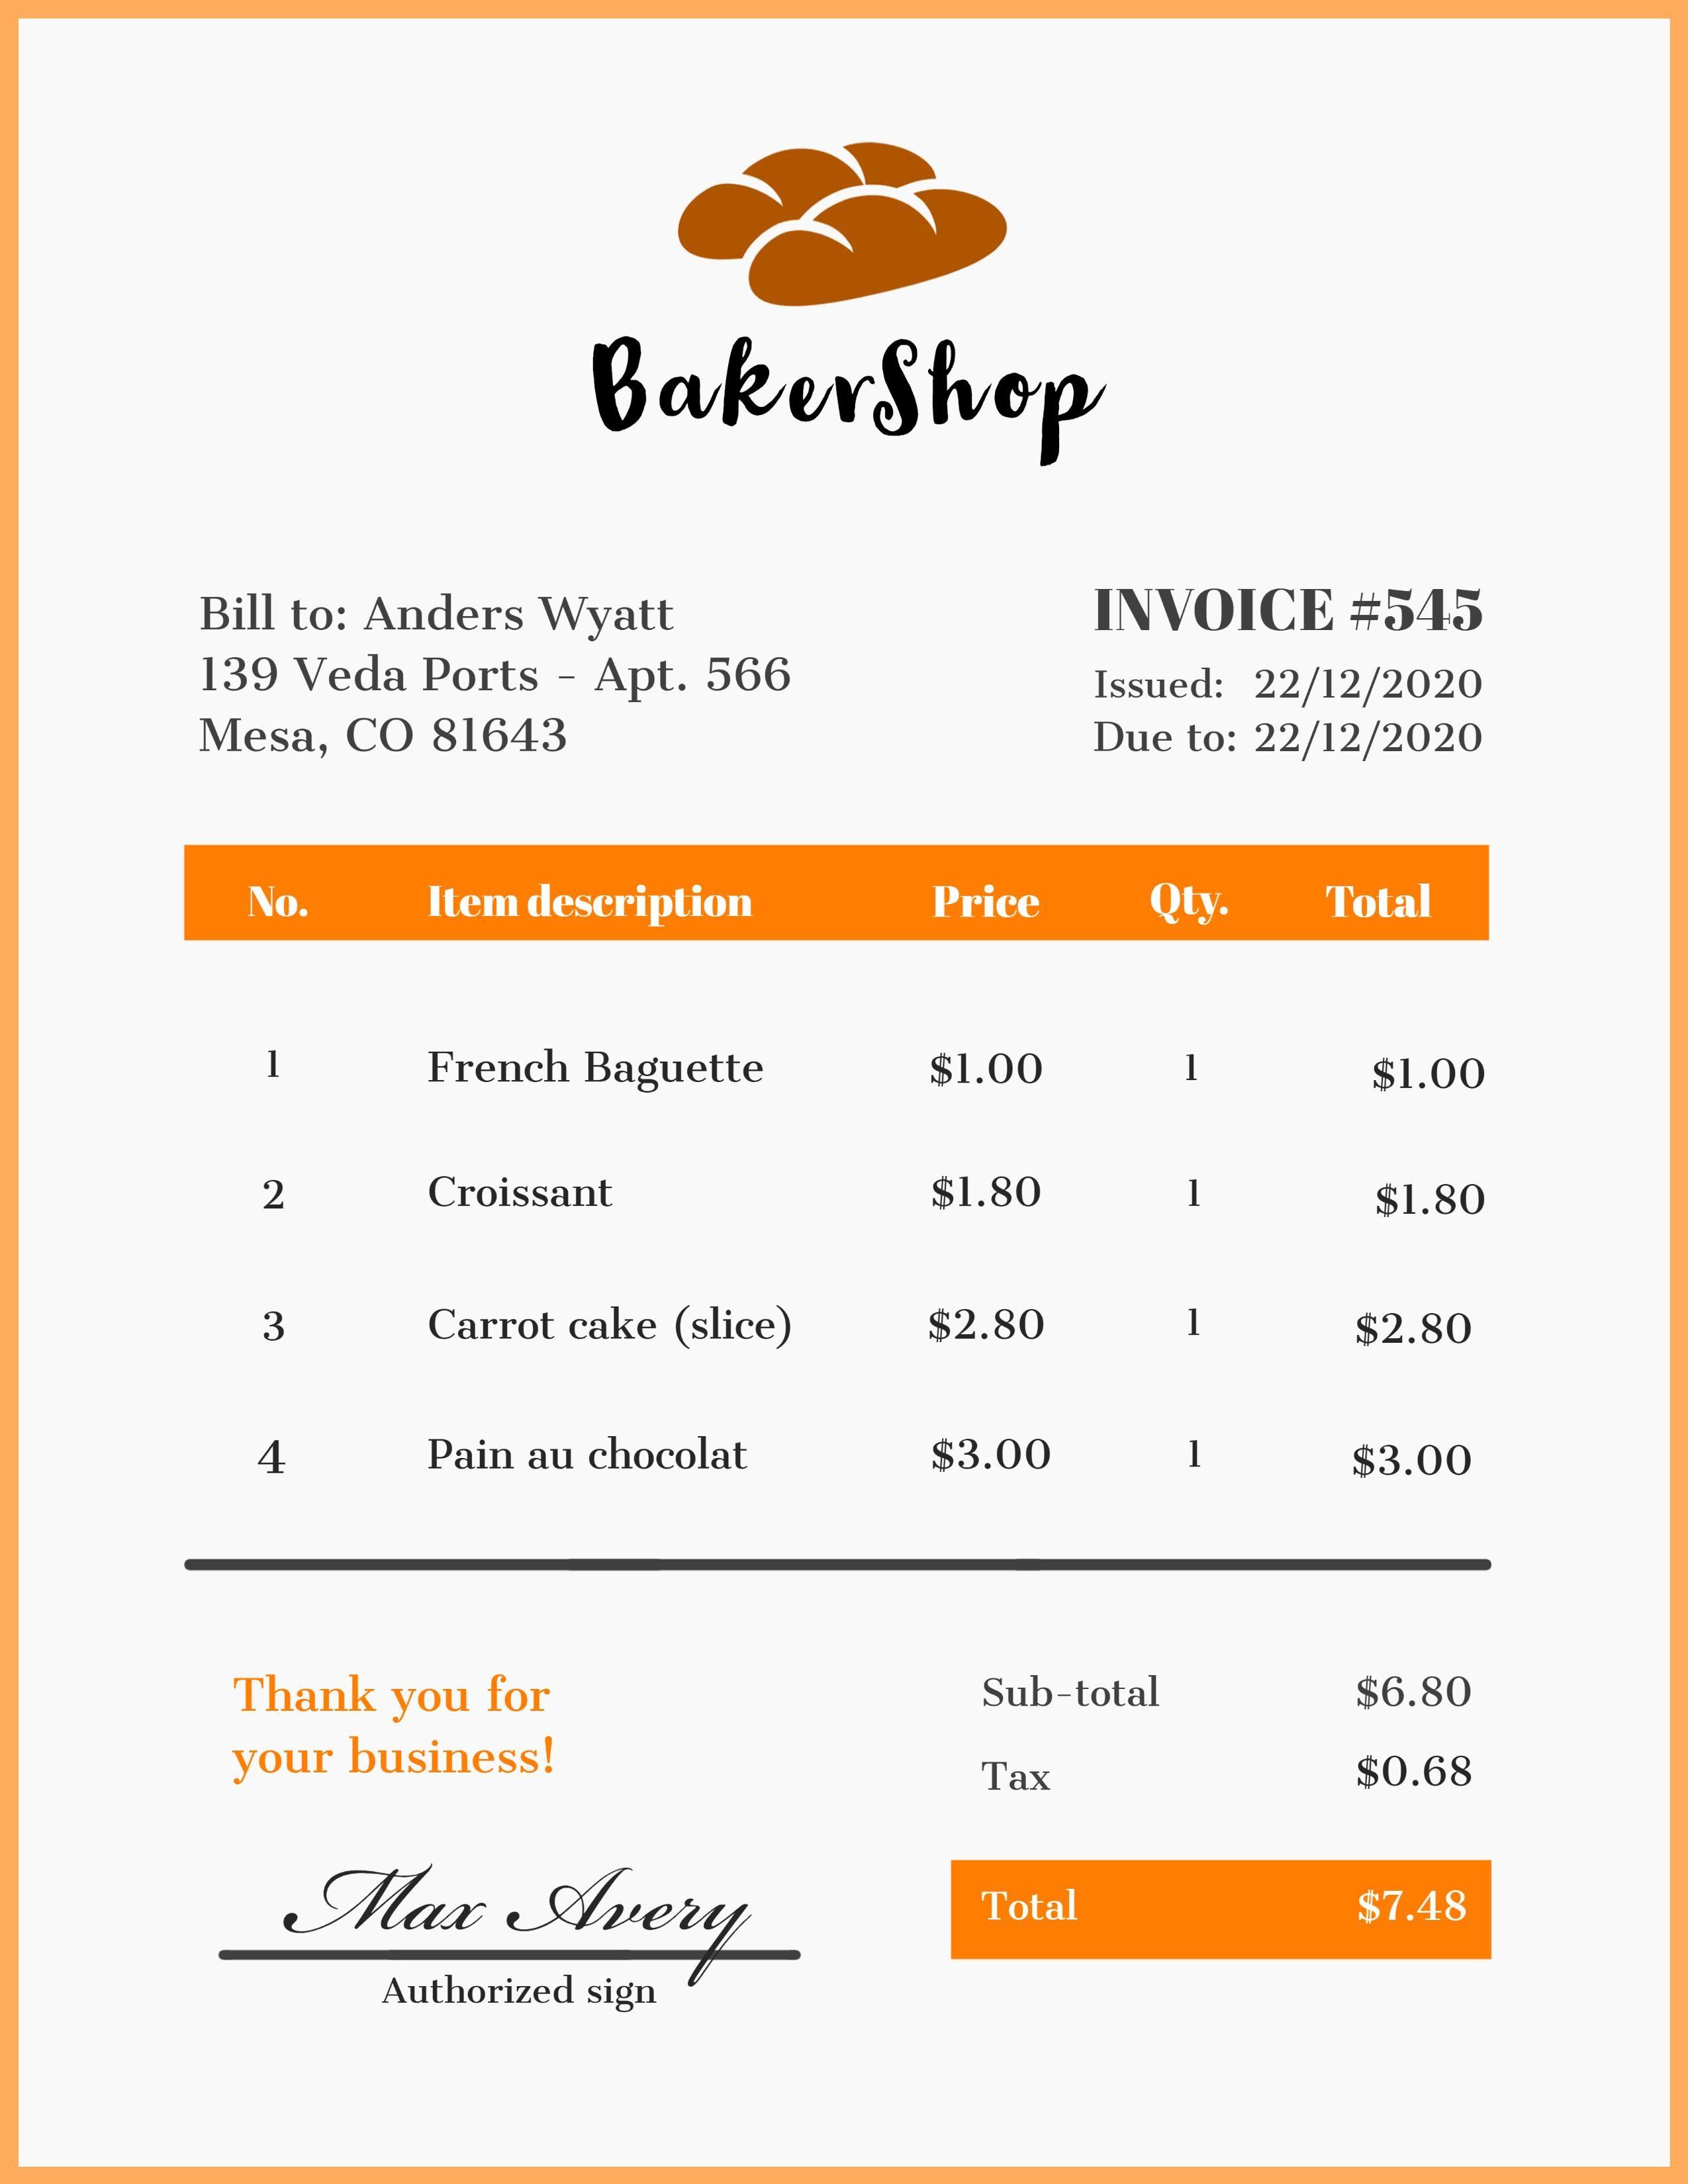 BakerShop
Bill to: Anders Wyatt
139 Veda Ports - Apt. 566
Mesa, CO 81643
INVOICE #545
Issued: 22/12/2020
Due to: 22/12/2020
No. Item description Price Qty. Total
1 French Baguette $1.00 1 $1.00
2 Croissant $1.80 1 $1.80
3 Carrot cake (slice) $2.80 1 $2.80
4 Pain au chocolat $3.00 1 $3.00
Thank you for
your business!
Sub-total $6.80
Tax $0.68
Total $7.48
Max Avery
Authorized sign